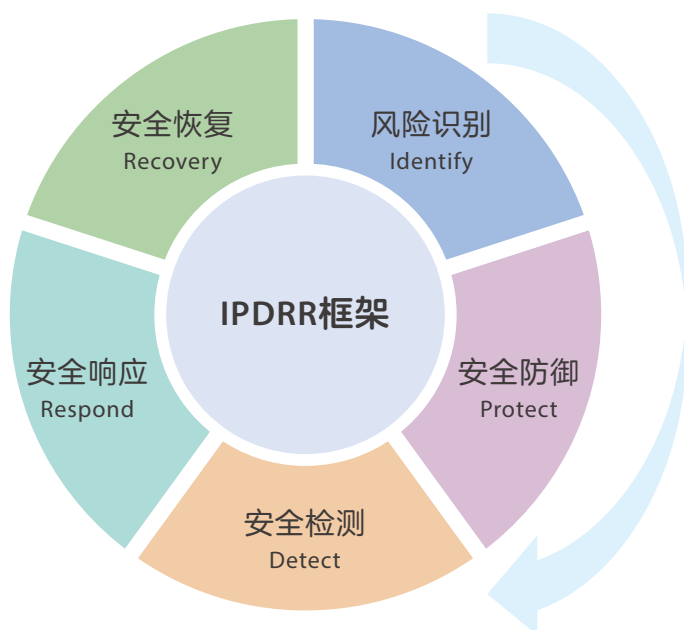 安全恢复
Recovery
风险识别
Identify
IPDRR框架
安全响应
Respond
安全防御
Protect
安全检测
Detect